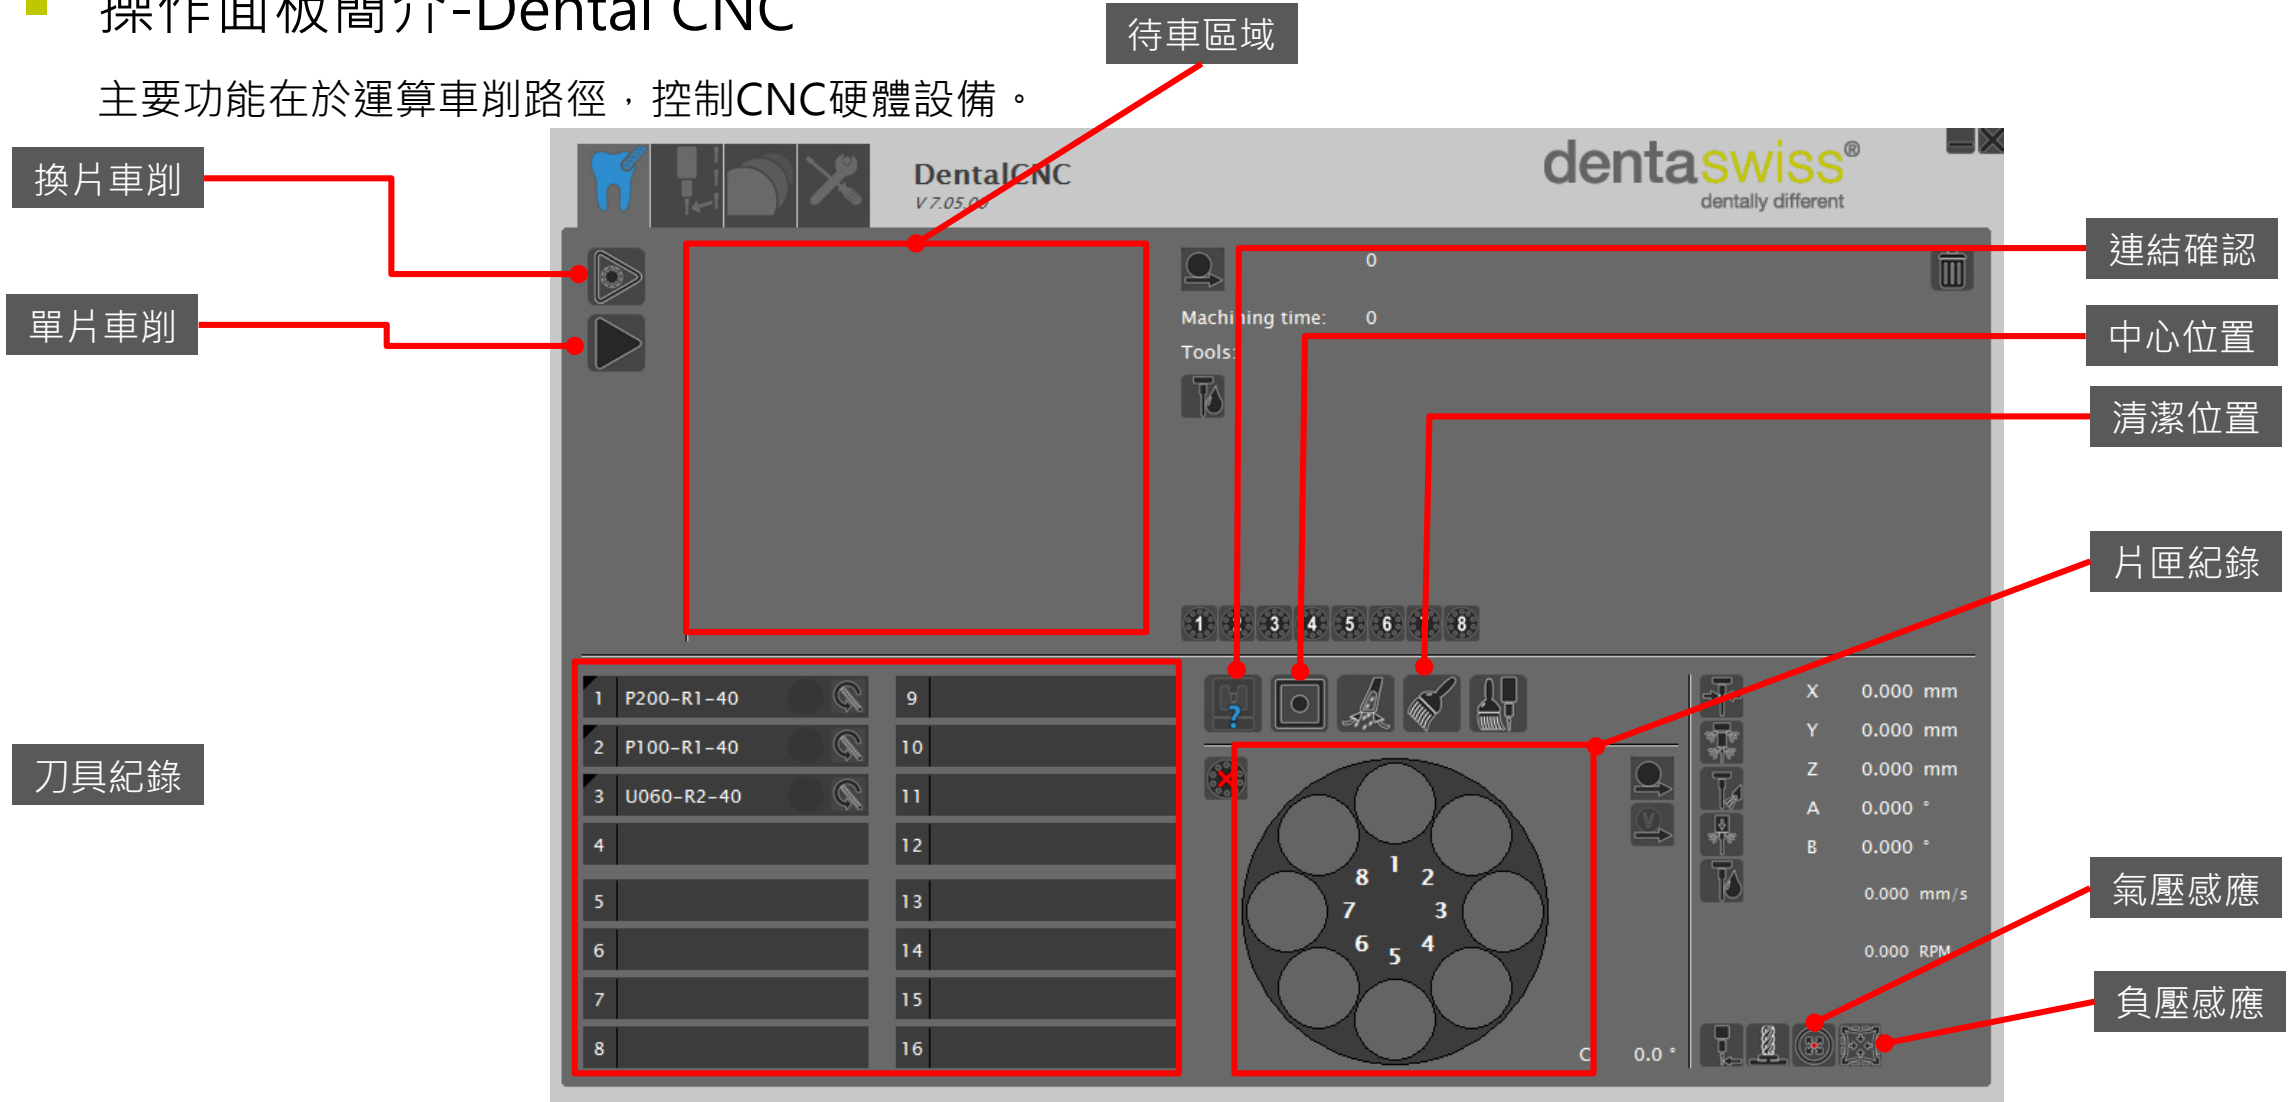 操作面板簡介-Dental CNC
待車區域
主要功能在於運算車削路徑，控制CNC硬體設備。
換片車削
DentalCNC
V 7.05.00
dentaswiss®
dentally different
連結確認
0
單片車削
Machining time: 0
中心位置
Tools:
清潔位置
片匣紀錄
1 2 3 4 5 6 7 8
1 P200-R1-40
2 P100-R1-40
3 U060-R2-40
4
5
6
7
8
9
10
11
12
13
14
15
16
刀具紀錄
?
1
2
3
4
5
6
7
8
V
C 0.0 °
X 0.000 mm
Y 0.000 mm
Z 0.000 mm
A 0.000 °
B 0.000 °
0.000 mm/s
0.000 RPM
氣壓感應
負壓感應